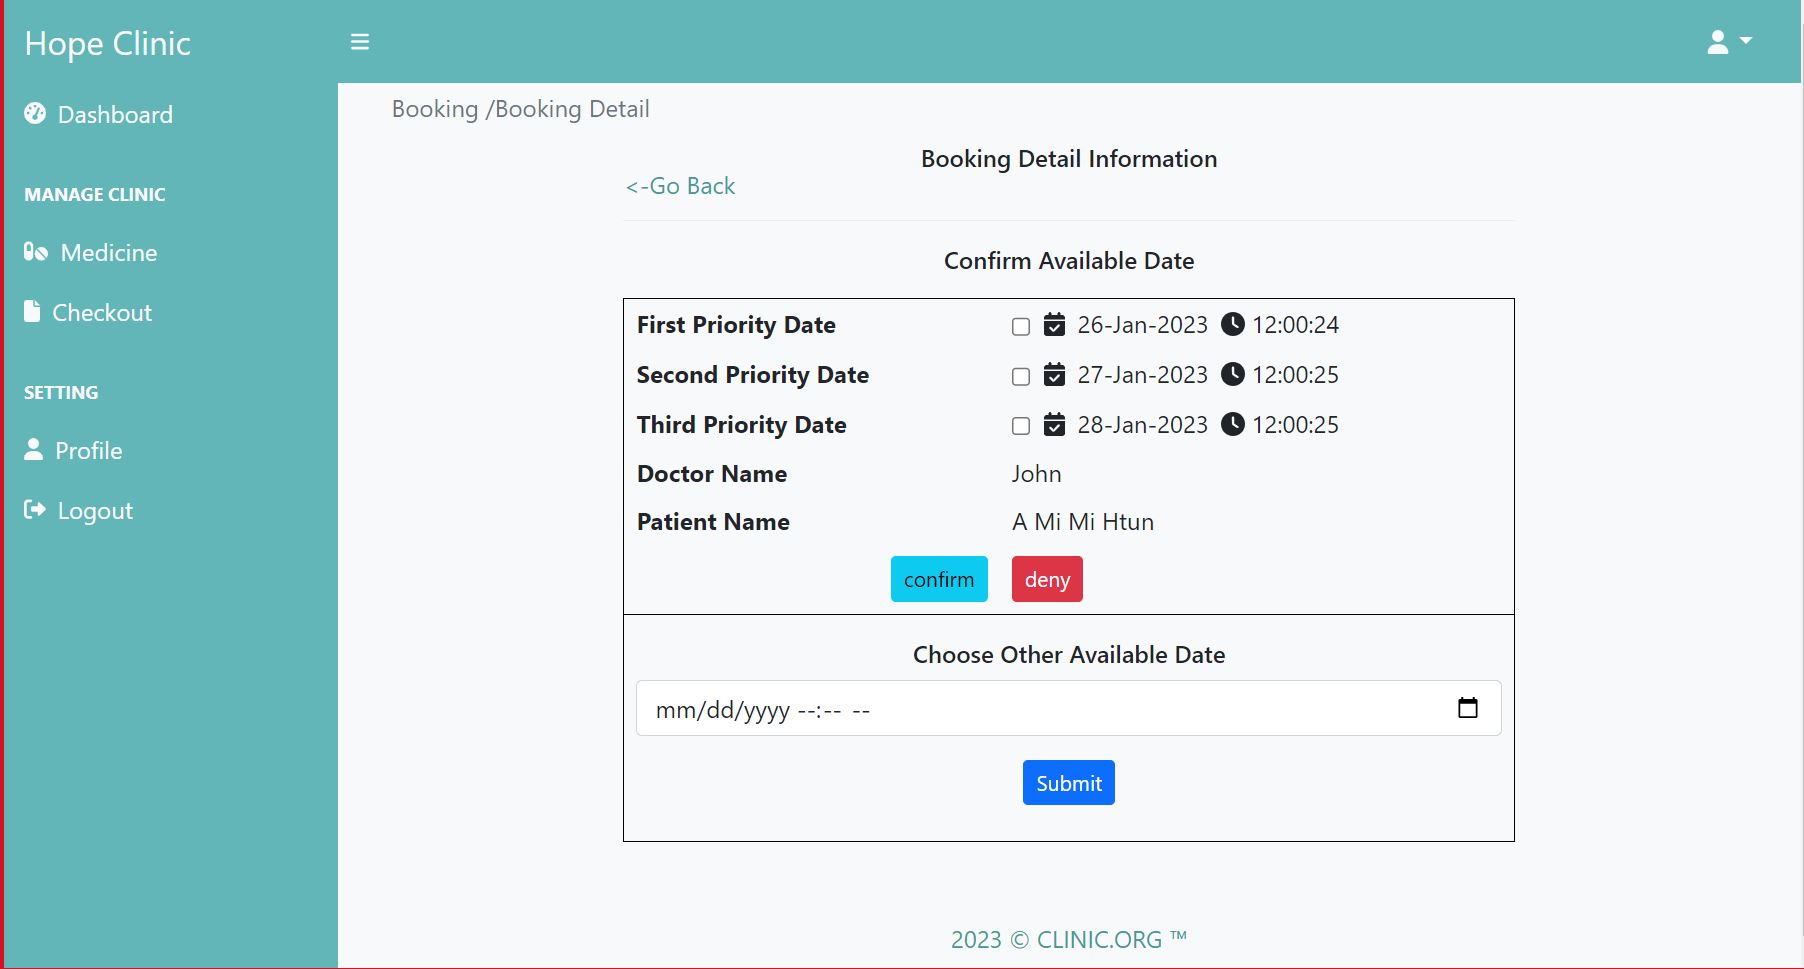 Hope Clinic
Dashboard
MANAGE CLINIC
Medicine
Checkout
SETTING
Profile
Logout
Booking /Booking Detail
Booking Detail Information
<-Go Back
Confirm Available Date
First Priority Date 26-Jan-2023 12:00:24
Second Priority Date 27-Jan-2023 12:00:25
Third Priority Date 28-Jan-2023 12:00:25
Doctor Name John
Patient Name A Mi Mi Htun
confirm deny
Choose Other Available Date
mm/dd/yyyy --:-- --
Submit
2023 © CLINIC.ORG ™